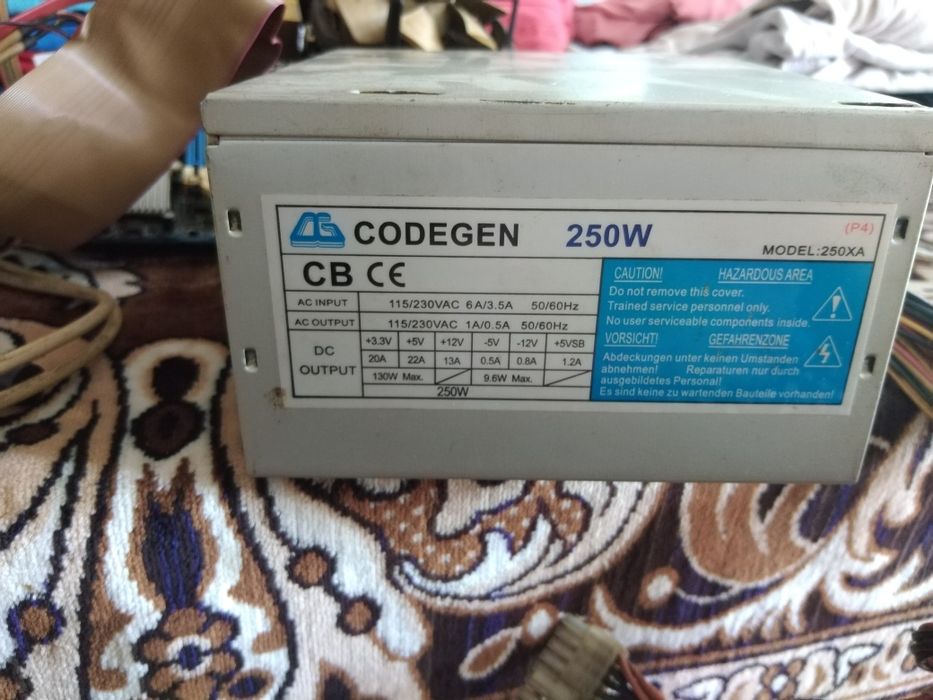 CODEGEN 250W (P4)
MODEL:250XA
CB CE
AC INPUT 115/230VAC 6A/3.5A 50/60Hz
AC OUTPUT 115/230VAC 1A/0.5A 50/60Hz
DC OUTPUT
+3.3V +5V +12V -5V -12V +5VSB
20A 22A 13A 0.5A 0.8A 1.2A
130W Max. 9.6W Max.
250W
CAUTION! HAZARDOUS AREA
Do not remove this cover.
Trained service personnel only.
No user serviceable components inside.
VORSICHT! GEFAHRENZONE
Abdeckungen unter keinen Umstanden
abnehmen! Reparaturen nur durch
ausgebildetes Personal!
Es sind keine zu wartenden Bauteile vorhanden!